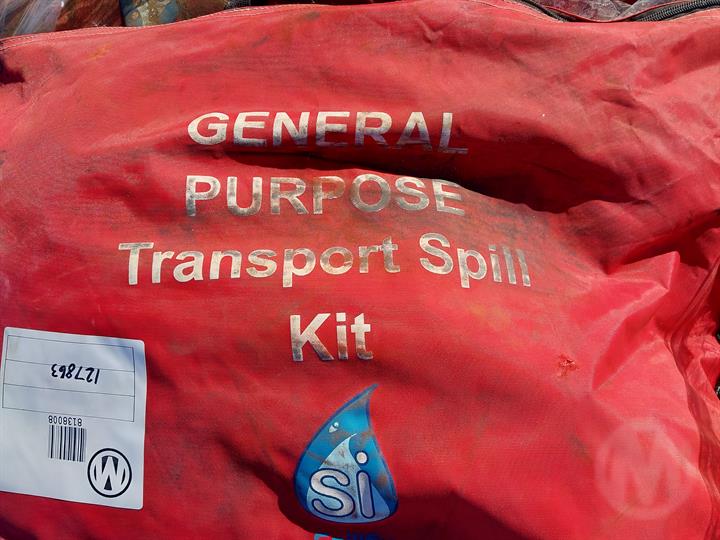 GENERAL
PURPOSE
Transport Spill
Kit
Si
127863
8138008
M
M